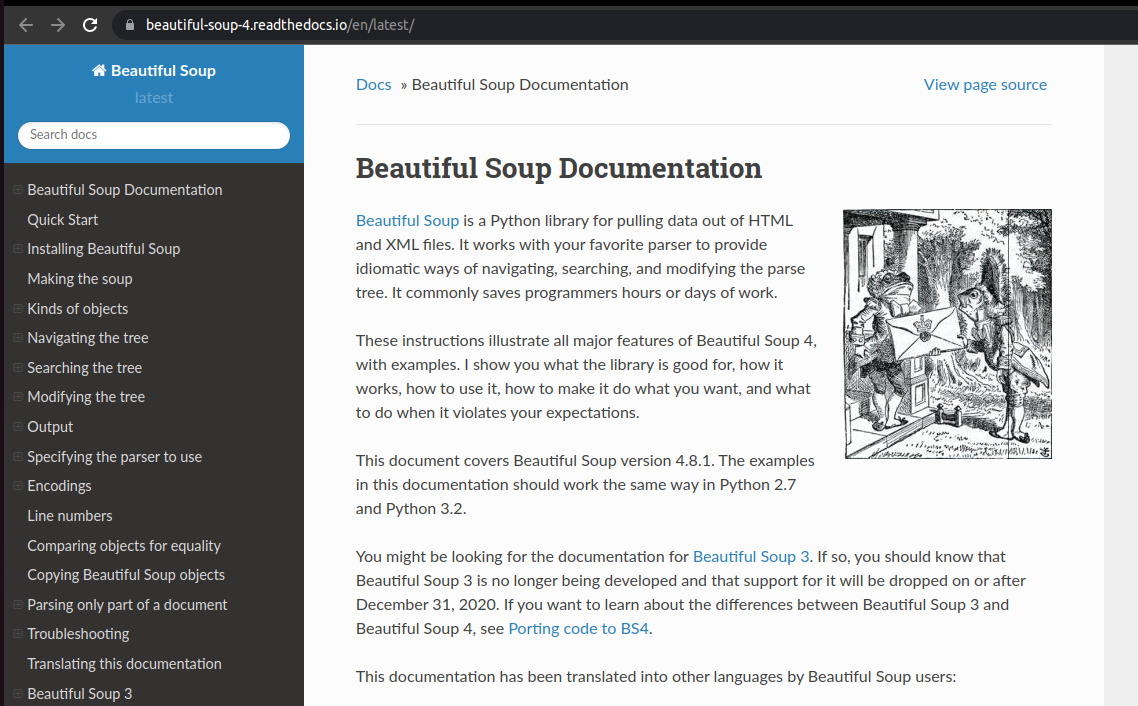 beautiful-soup-4.readthedocs.io/en/latest/
Beautiful Soup
latest
Search docs
Beautiful Soup Documentation
Quick Start
Installing Beautiful Soup
Making the soup
Kinds of objects
Navigating the tree
Searching the tree
Modifying the tree
Output
Specifying the parser to use
Encodings
Line numbers
Comparing objects for equality
Copying Beautiful Soup objects
Parsing only part of a document
Troubleshooting
Translating this documentation
Beautiful Soup 3
Docs » Beautiful Soup Documentation
View page source
Beautiful Soup Documentation
Beautiful Soup is a Python library for pulling data out of HTML
and XML files. It works with your favorite parser to provide
idiomatic ways of navigating, searching, and modifying the parse
tree. It commonly saves programmers hours or days of work.
These instructions illustrate all major features of Beautiful Soup 4,
with examples. I show you what the library is good for, how it
works, how to use it, how to make it do what you want, and what
to do when it violates your expectations.
This document covers Beautiful Soup version 4.8.1. The examples
in this documentation should work the same way in Python 2.7
and Python 3.2.
You might be looking for the documentation for Beautiful Soup 3. If so, you should know that
Beautiful Soup 3 is no longer being developed and that support for it will be dropped on or after
December 31, 2020. If you want to learn about the differences between Beautiful Soup 3 and
Beautiful Soup 4, see Porting code to BS4.
This documentation has been translated into other languages by Beautiful Soup users: